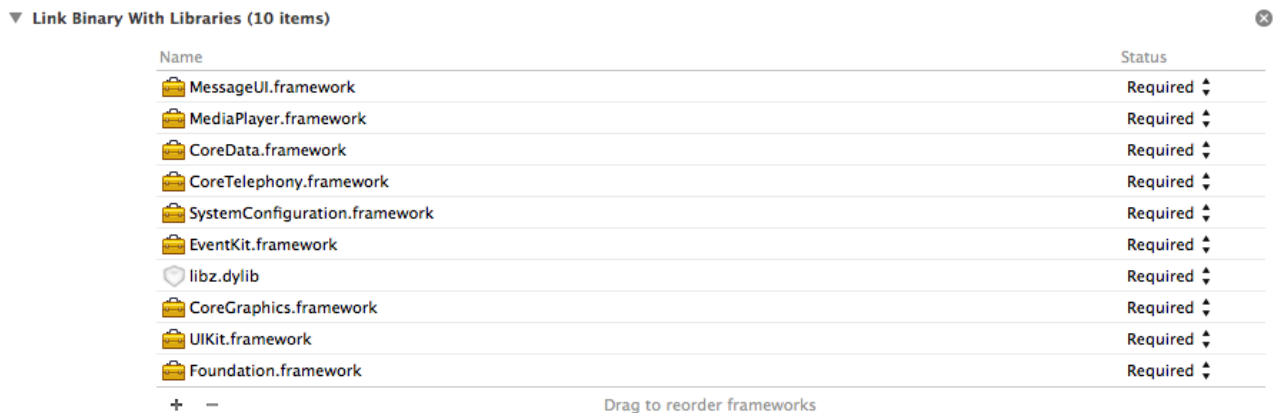 Link Binary With Libraries (10 items)
Name Status
MessageUI.framework Required
MediaPlayer.framework Required
CoreData.framework Required
CoreTelephony.framework Required
SystemConfiguration.framework Required
EventKit.framework Required
libz.dylib Required
CoreGraphics.framework Required
UIKit.framework Required
Foundation.framework Required
+ − Drag to reorder frameworks